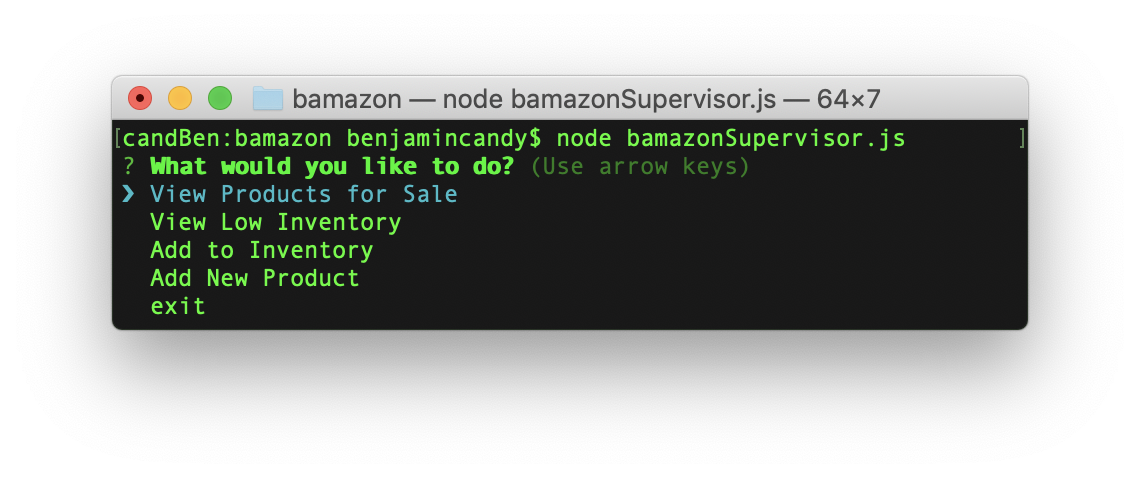 bamazon — node bamazonSupervisor.js — 64×7
[candBen:bamazon benjamincandy$ node bamazonSupervisor.js ]
? What would you like to do? (Use arrow keys)
❯ View Products for Sale
View Low Inventory
Add to Inventory
Add New Product
exit